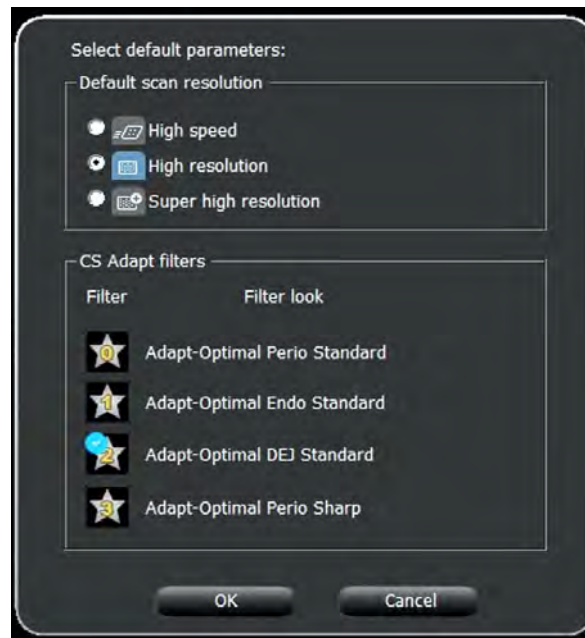 Select default parameters:
Default scan resolution
High speed
High resolution
Super high resolution
CS Adapt filters
Filter Filter look
0 Adapt-Optimal Perio Standard
1 Adapt-Optimal Endo Standard
2 Adapt-Optimal DEJ Standard
3 Adapt-Optimal Perio Sharp
OK Cancel